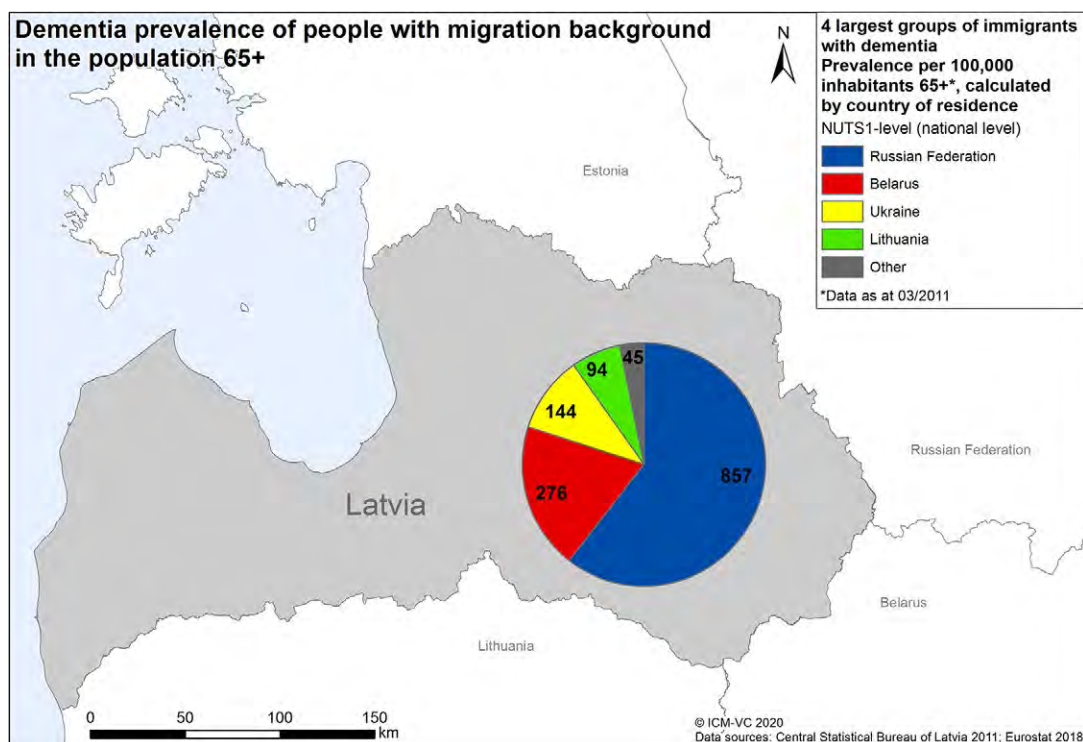 Dementia prevalence of people with migration background
in the population 65+
N
4 largest groups of immigrants
with dementia
Prevalence per 100,000
inhabitants 65+*, calculated
by country of residence
NUTS1-level (national level)
Russian Federation
Belarus
Ukraine
Lithuania
Other
*Data as at 03/2011
Estonia
45
94
144
857
276
Latvia
Russian Federation
Belarus
Lithuania
0 50 100 150
km
© ICM-VC 2020
Data sources: Central Statistical Bureau of Latvia 2011; Eurostat 2018